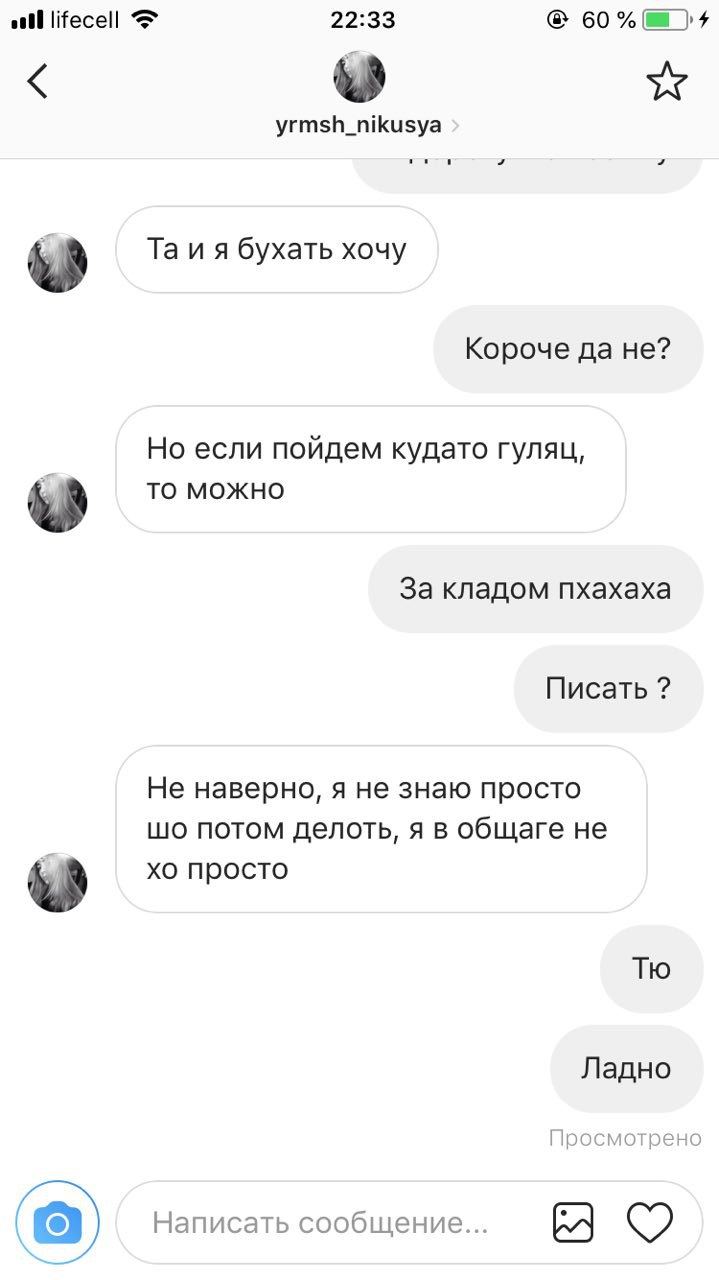 lifecell
22:33
60 %
yrmsh_nikusya
Та и я бухать хочу
Короче да не?
Но если пойдем кудато гуляц,
то можно
За кладом пхахаха
Писать ?
Не наверно, я не знаю просто
шо потом делоть, я в общаге не
хо просто
Тю
Ладно
Просмотрено
Написать сообщение...